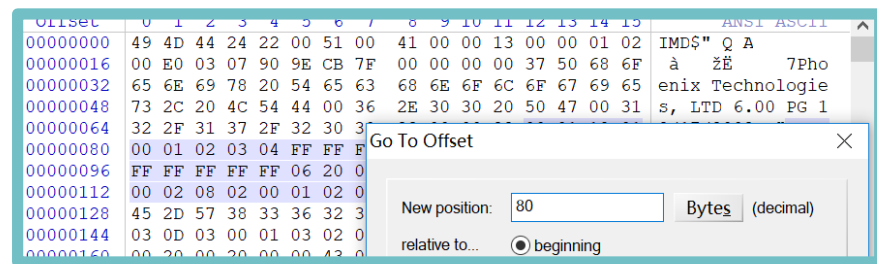 Offset 0 1 2 3 4 5 6 7 8 9 10 11 12 13 14 15 ANSI ASCII
00000000 49 4D 44 24 22 00 51 00 41 00 00 13 00 00 01 02 IMD$" Q A
00000016 00 E0 03 07 90 9E CB 7F 00 00 00 00 37 50 68 6F à žË 7Pho
00000032 65 6E 69 78 20 54 65 63 68 6E 6F 6C 6F 67 69 65 enix Technologie
00000048 73 2C 20 4C 54 44 00 36 2E 30 30 20 50 47 00 31 s, LTD 6.00 PG 1
00000064 32 2F 31 37 2F 32 30
00000080 00 01 02 03 04 FF FF
00000096 FF FF FF FF FF 06 20
00000112 00 02 08 02 00 01 02
00000128 45 2D 57 38 33 36 32
00000144 03 0D 03 00 01 03 02
00000160 00 20 00 20 00 00 43
Go To Offset
New position: 80 Bytes (decimal)
relative to... beginning